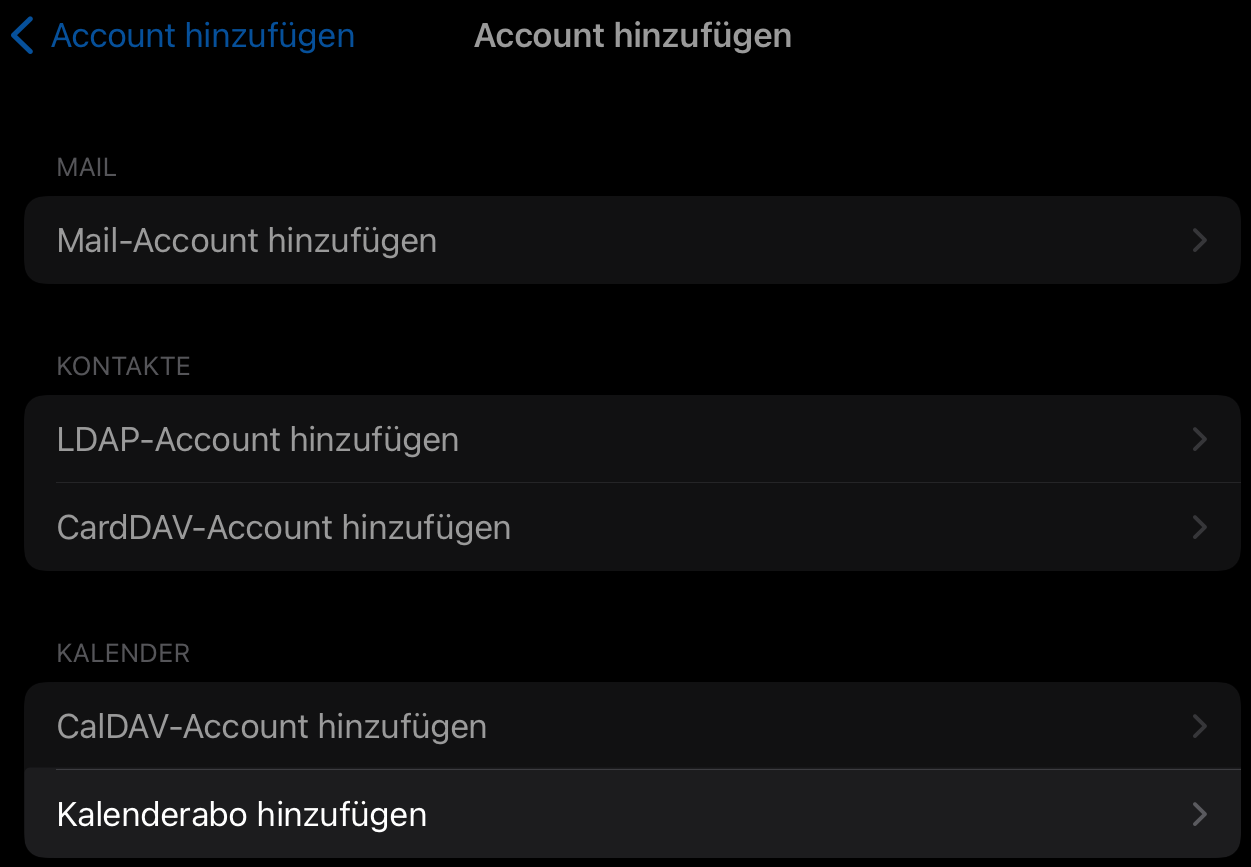 Account hinzufügen
Account hinzufügen
MAIL
Mail-Account hinzufügen
KONTAKTE
LDAP-Account hinzufügen
CardDAV-Account hinzufügen
KALENDER
CalDAV-Account hinzufügen
Kalenderabo hinzufügen